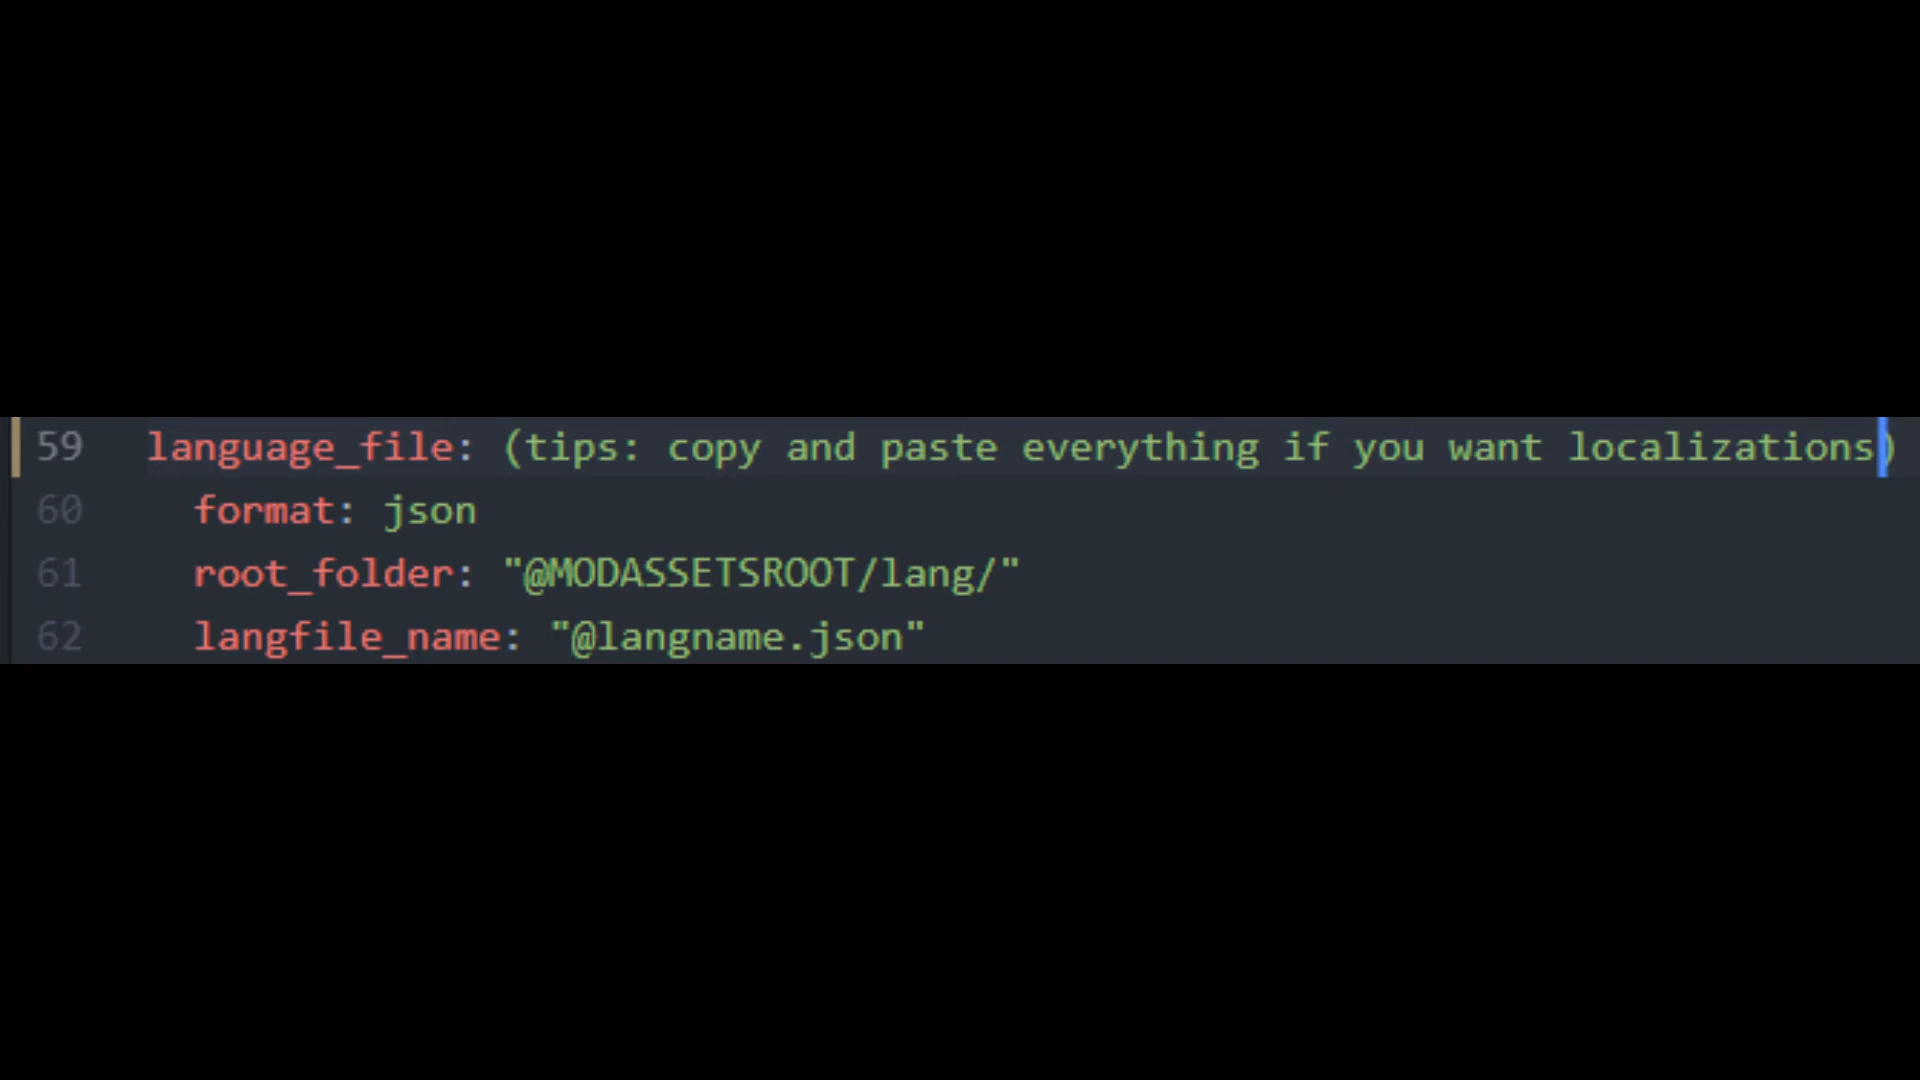 59 language_file: (tips: copy and paste everything if you want localizations)
60 format: json
61 root_folder: "@MODASSETSROOT/lang/"
62 langfile_name: "@langname.json"